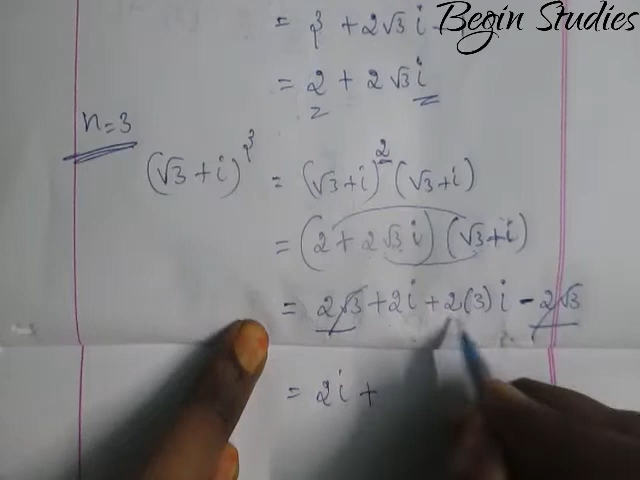 Begin Studies
= 3 + 2√3 i
= 2 + 2√3 i
n=3
(√3 + i)³ = (√3+i)² (√3+i)
= (2 + 2√3 i) (√3+i)
= 2√3 + 2i + 2(3) i - 2√3
= 2i +